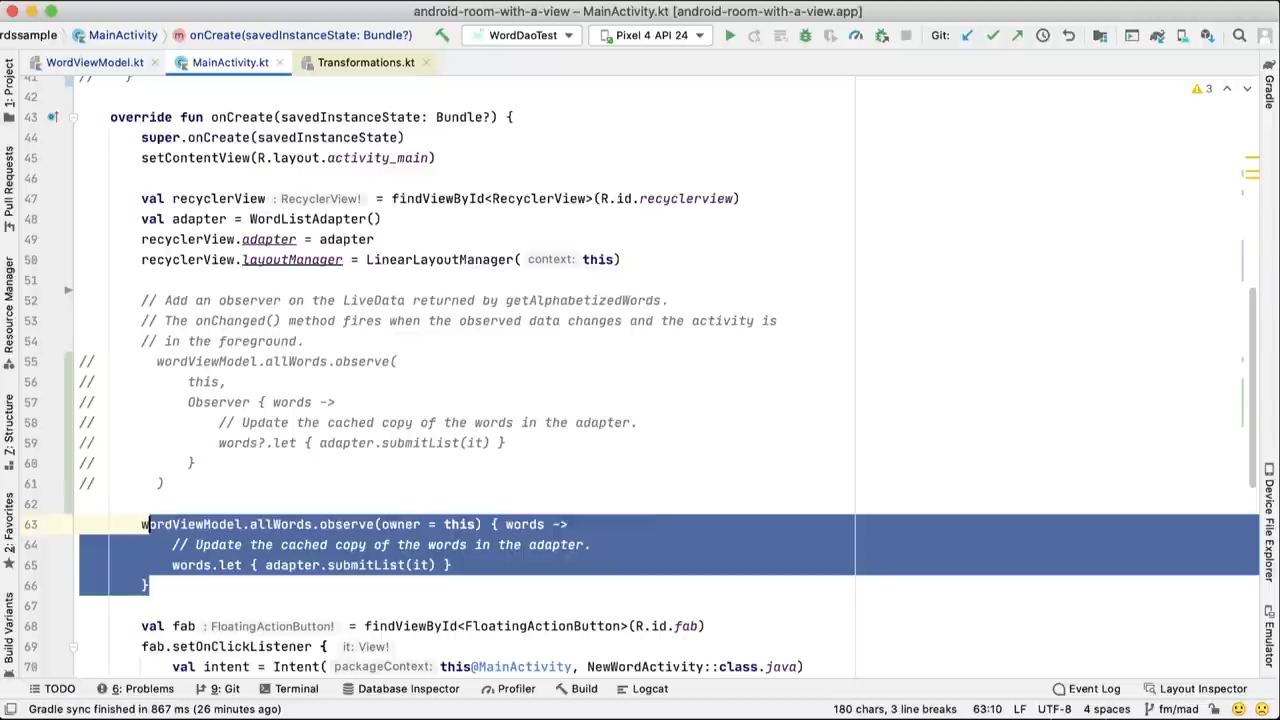 android-room-with-a-view – MainActivity.kt [android-room-with-a-view.app]
rdssample MainActivity onCreate(savedInstanceState: Bundle?) WordDaoTest Pixel 4 API 24 Git:
WordViewModel.kt MainActivity.kt Transformations.kt
41 // }
42
43 override fun onCreate(savedInstanceState: Bundle?) {
44 super.onCreate(savedInstanceState)
45 setContentView(R.layout.activity_main)
46
47 val recyclerView : RecyclerView! = findViewById<RecyclerView>(R.id.recyclerview)
48 val adapter = WordListAdapter()
49 recyclerView.adapter = adapter
50 recyclerView.layoutManager = LinearLayoutManager( context: this)
51
52 // Add an observer on the LiveData returned by getAlphabetizedWords.
53 // The onChanged() method fires when the observed data changes and the activity is
54 // in the foreground.
55 // wordViewModel.allWords.observe(
56 // this,
57 // Observer { words ->
58 // // Update the cached copy of the words in the adapter.
59 // words?.let { adapter.submitList(it) }
60 // }
61 // )
62
63 wordViewModel.allWords.observe(owner = this) { words ->
64 // Update the cached copy of the words in the adapter.
65 words.let { adapter.submitList(it) }
66 }
67
68 val fab : FloatingActionButton! = findViewById<FloatingActionButton>(R.id.fab)
69 fab.setOnClickListener { it: View!
70 val intent = Intent( packageContext: this@MainActivity, NewWordActivity::class.java)
3
1: Project
Pull Requests
Resource Manager
Z: Structure
2: Favorites
Build Variants
Gradle
Device File Explorer
Emulator
TODO 6: Problems 9: Git Terminal Database Inspector Profiler Build Logcat Event Log Layout Inspector
Gradle sync finished in 867 ms (26 minutes ago) 180 chars, 3 line breaks 63:10 LF UTF-8 4 spaces fm/mad